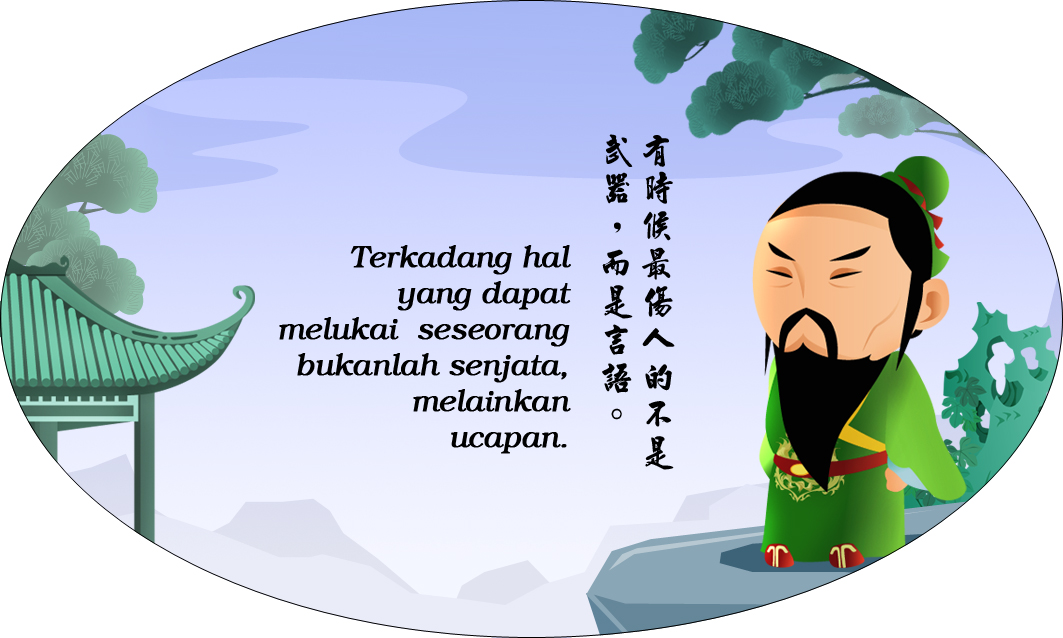 Terkadang hal
yang dapat
melukai seseorang
bukanlah senjata,
melainkan
ucapan.
有時候最傷人的不是
武器，而是言語。